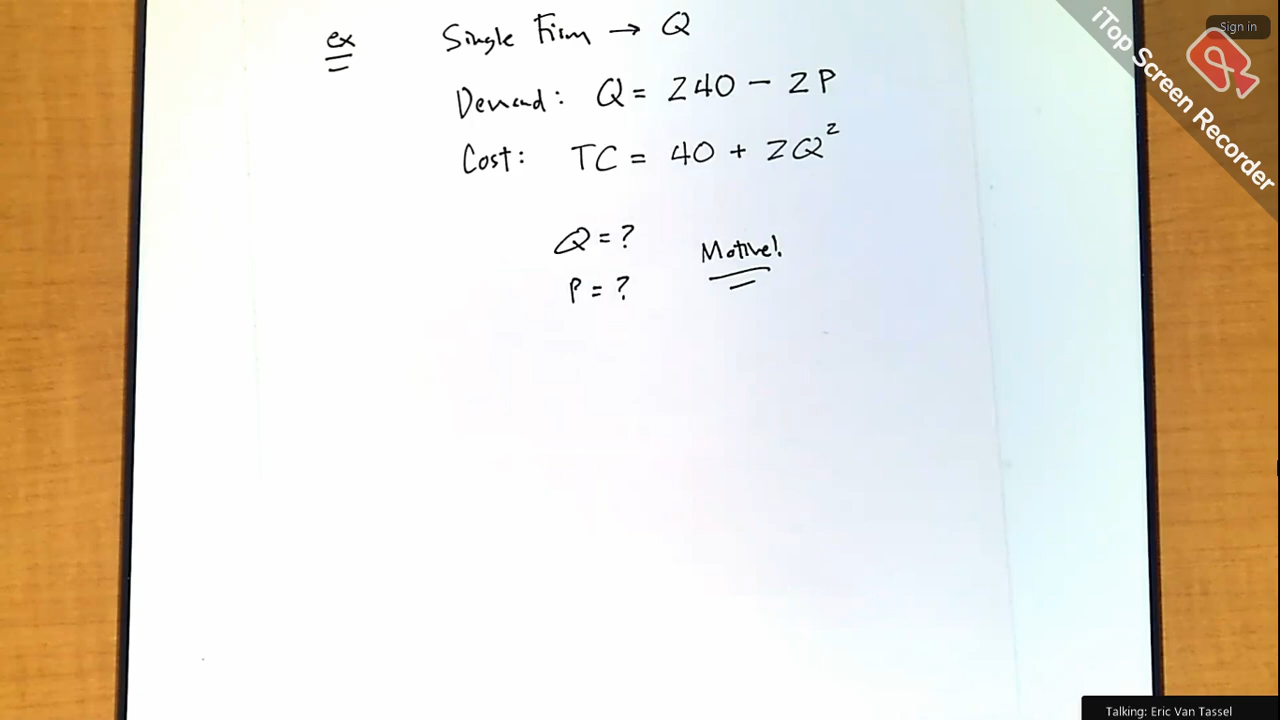 ex Single Firm → Q
Demand: Q = 240 - 2P
Cost: TC = 40 + 2Q²
Q = ? Motive!
P = ?
iTop Screen Recorder
Sign in
Talking: Eric Van Tassel